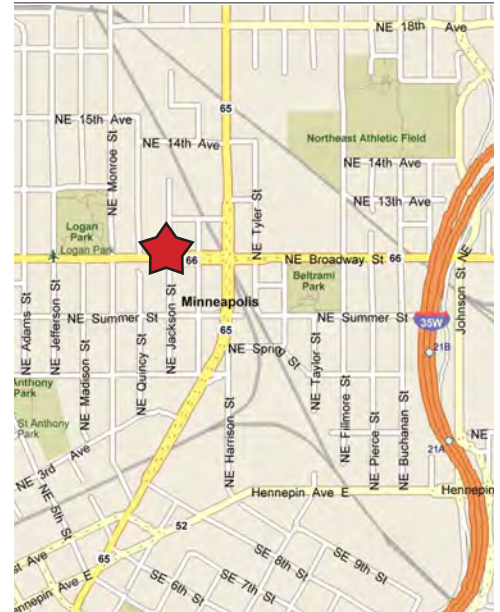 NE 18th Ave
65
NE 15th Ave
NE Monroe St
NE 14th Ave
Northeast Athletic Field
NE 14th Ave
NE 13th Ave
NE Tyler St
Logan
Park
Logan Park
66
NE Broadway St
66
Beltrami
Park
Johnson St NE
Minneapolis
NE Adams St
NE Jefferson St
NE Madison St
NE Summer St
NE Quincy St
NE Jackson St
65
NE Summer St
35W
21B
NE Spring St
NE Harrison St
NE Taylor St
NE Fillmore St
NE Pierce St
NE Buchanan St
Anthony
Park
St Anthony
Park
21A
NE
NE 3rd Ave
NE 5th St
Hennepin Ave E
Hennepin
52
65
st Ave
ennepin Ave E
SE 8th St
SE 9th St
SE 7th St
SE 6th St